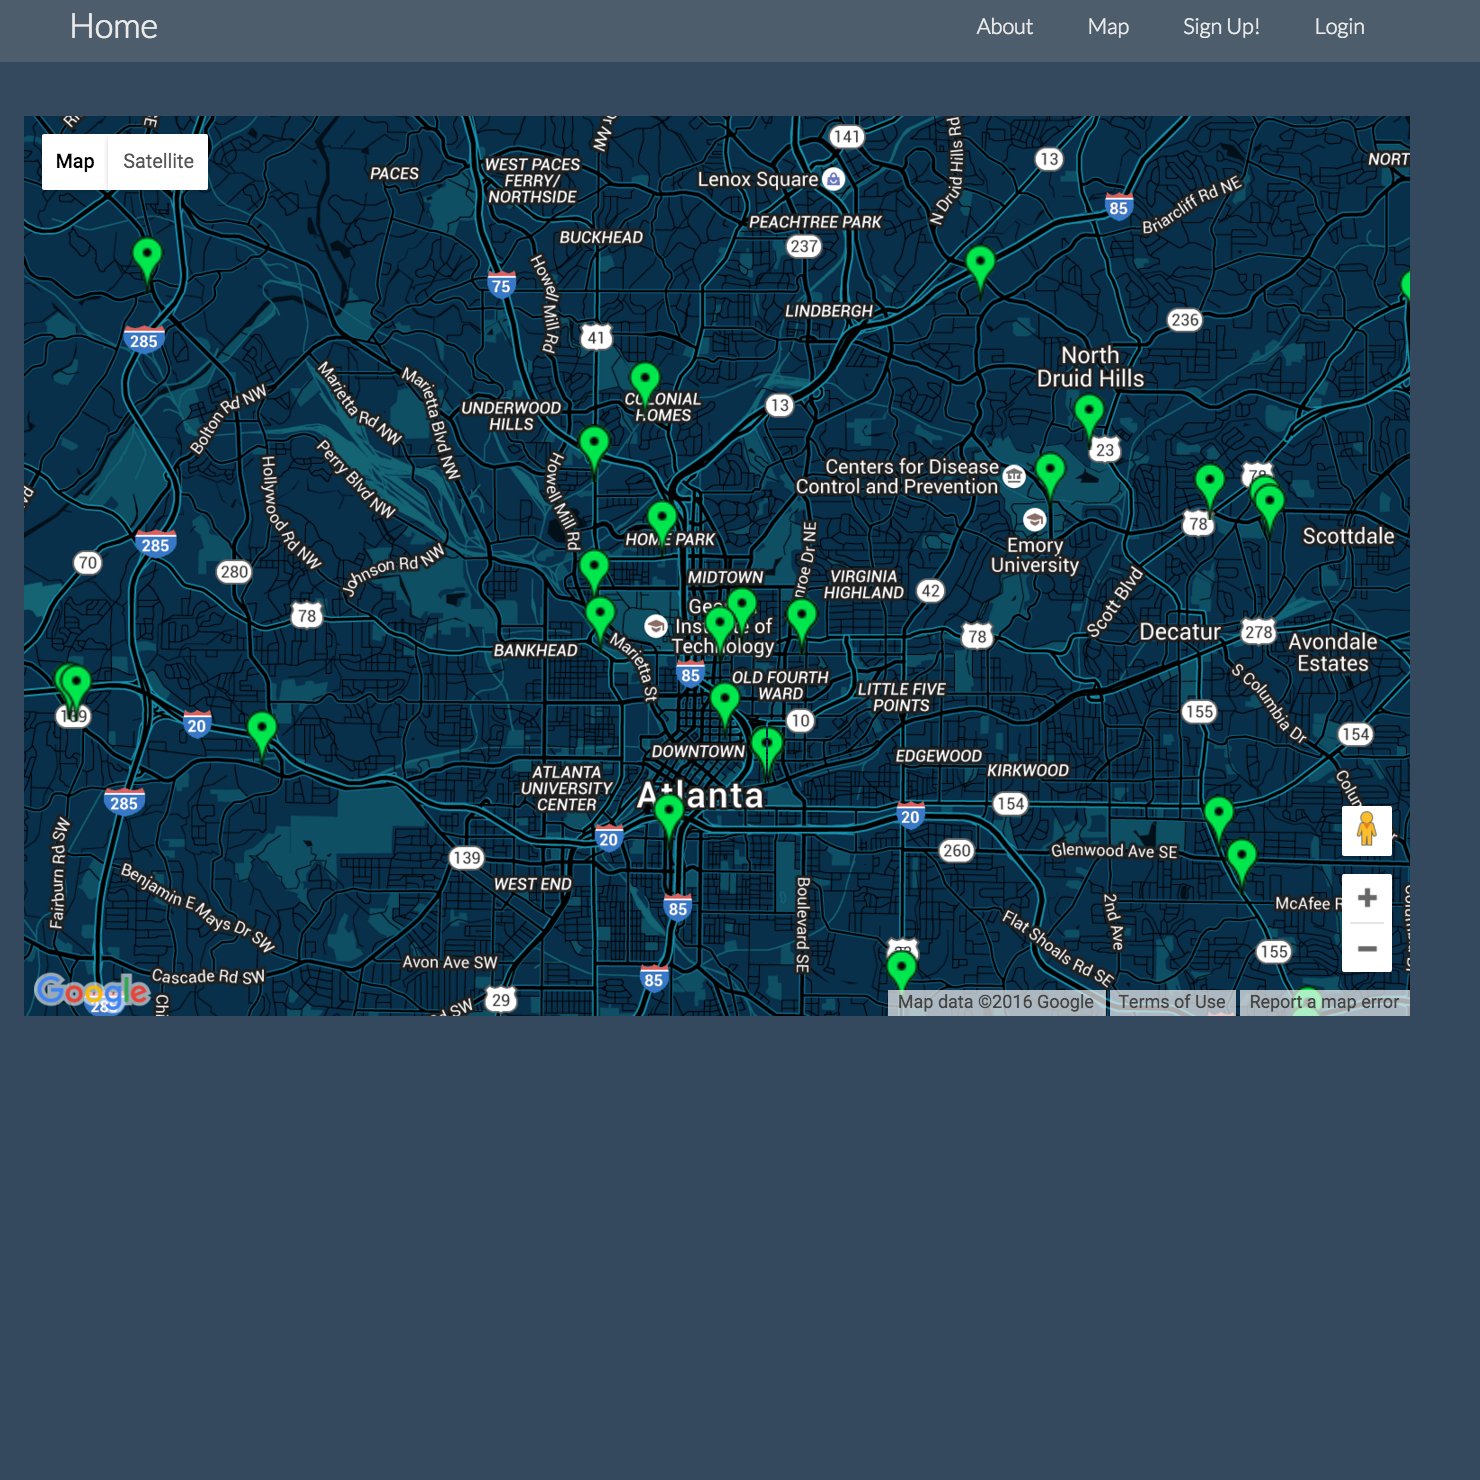 Home
About
Map
Sign Up!
Login
Map
Satellite
PACES
WEST PACES
FERRY/
NORTHSIDE
141
13
NORT
Lenox Square
N Druid Hills Rd
85
Briarcliff Rd NE
PEACHTREE PARK
237
BUCKHEAD
75
Howell Mill Rd
LINDBERGH
236
285
41
North
Druid Hills
Marietta Rd NW
Marietta Blvd NW
Bolton Rd NW
COLONIAL
HOMES
13
UNDERWOOD
HILLS
23
Perry Blvd NW
Hollywood Rd NW
Howell Mill Rd
Centers for Disease
Control and Prevention
78
78
Scottdale
Emory
University
HOME PARK
285
70
280
Johnson Rd NW
MIDTOWN
VIRGINIA
HIGHLAND
42
Scott Blvd
78
Georgia
Institute of
Technology
78
Decatur
278
Avondale
Estates
BANKHEAD
Marietta St
85
OLD FOURTH
WARD
LITTLE FIVE
POINTS
S Columbia Dr
139
20
10
155
154
DOWNTOWN
EDGEWOOD
KIRKWOOD
ATLANTA
UNIVERSITY
CENTER
Atlanta
285
154
20
20
260
Glenwood Ave SE
Fairburn Rd SW
139
Benjamin E Mays Dr SW
WEST END
85
Boulevard SE
2nd Ave
McAfee R
Flat Shoals Rd SE
155
Avon Ave SW
Cascade Rd SW
85
29
Google
285
Map data ©2016 Google
Terms of Use
Report a map error